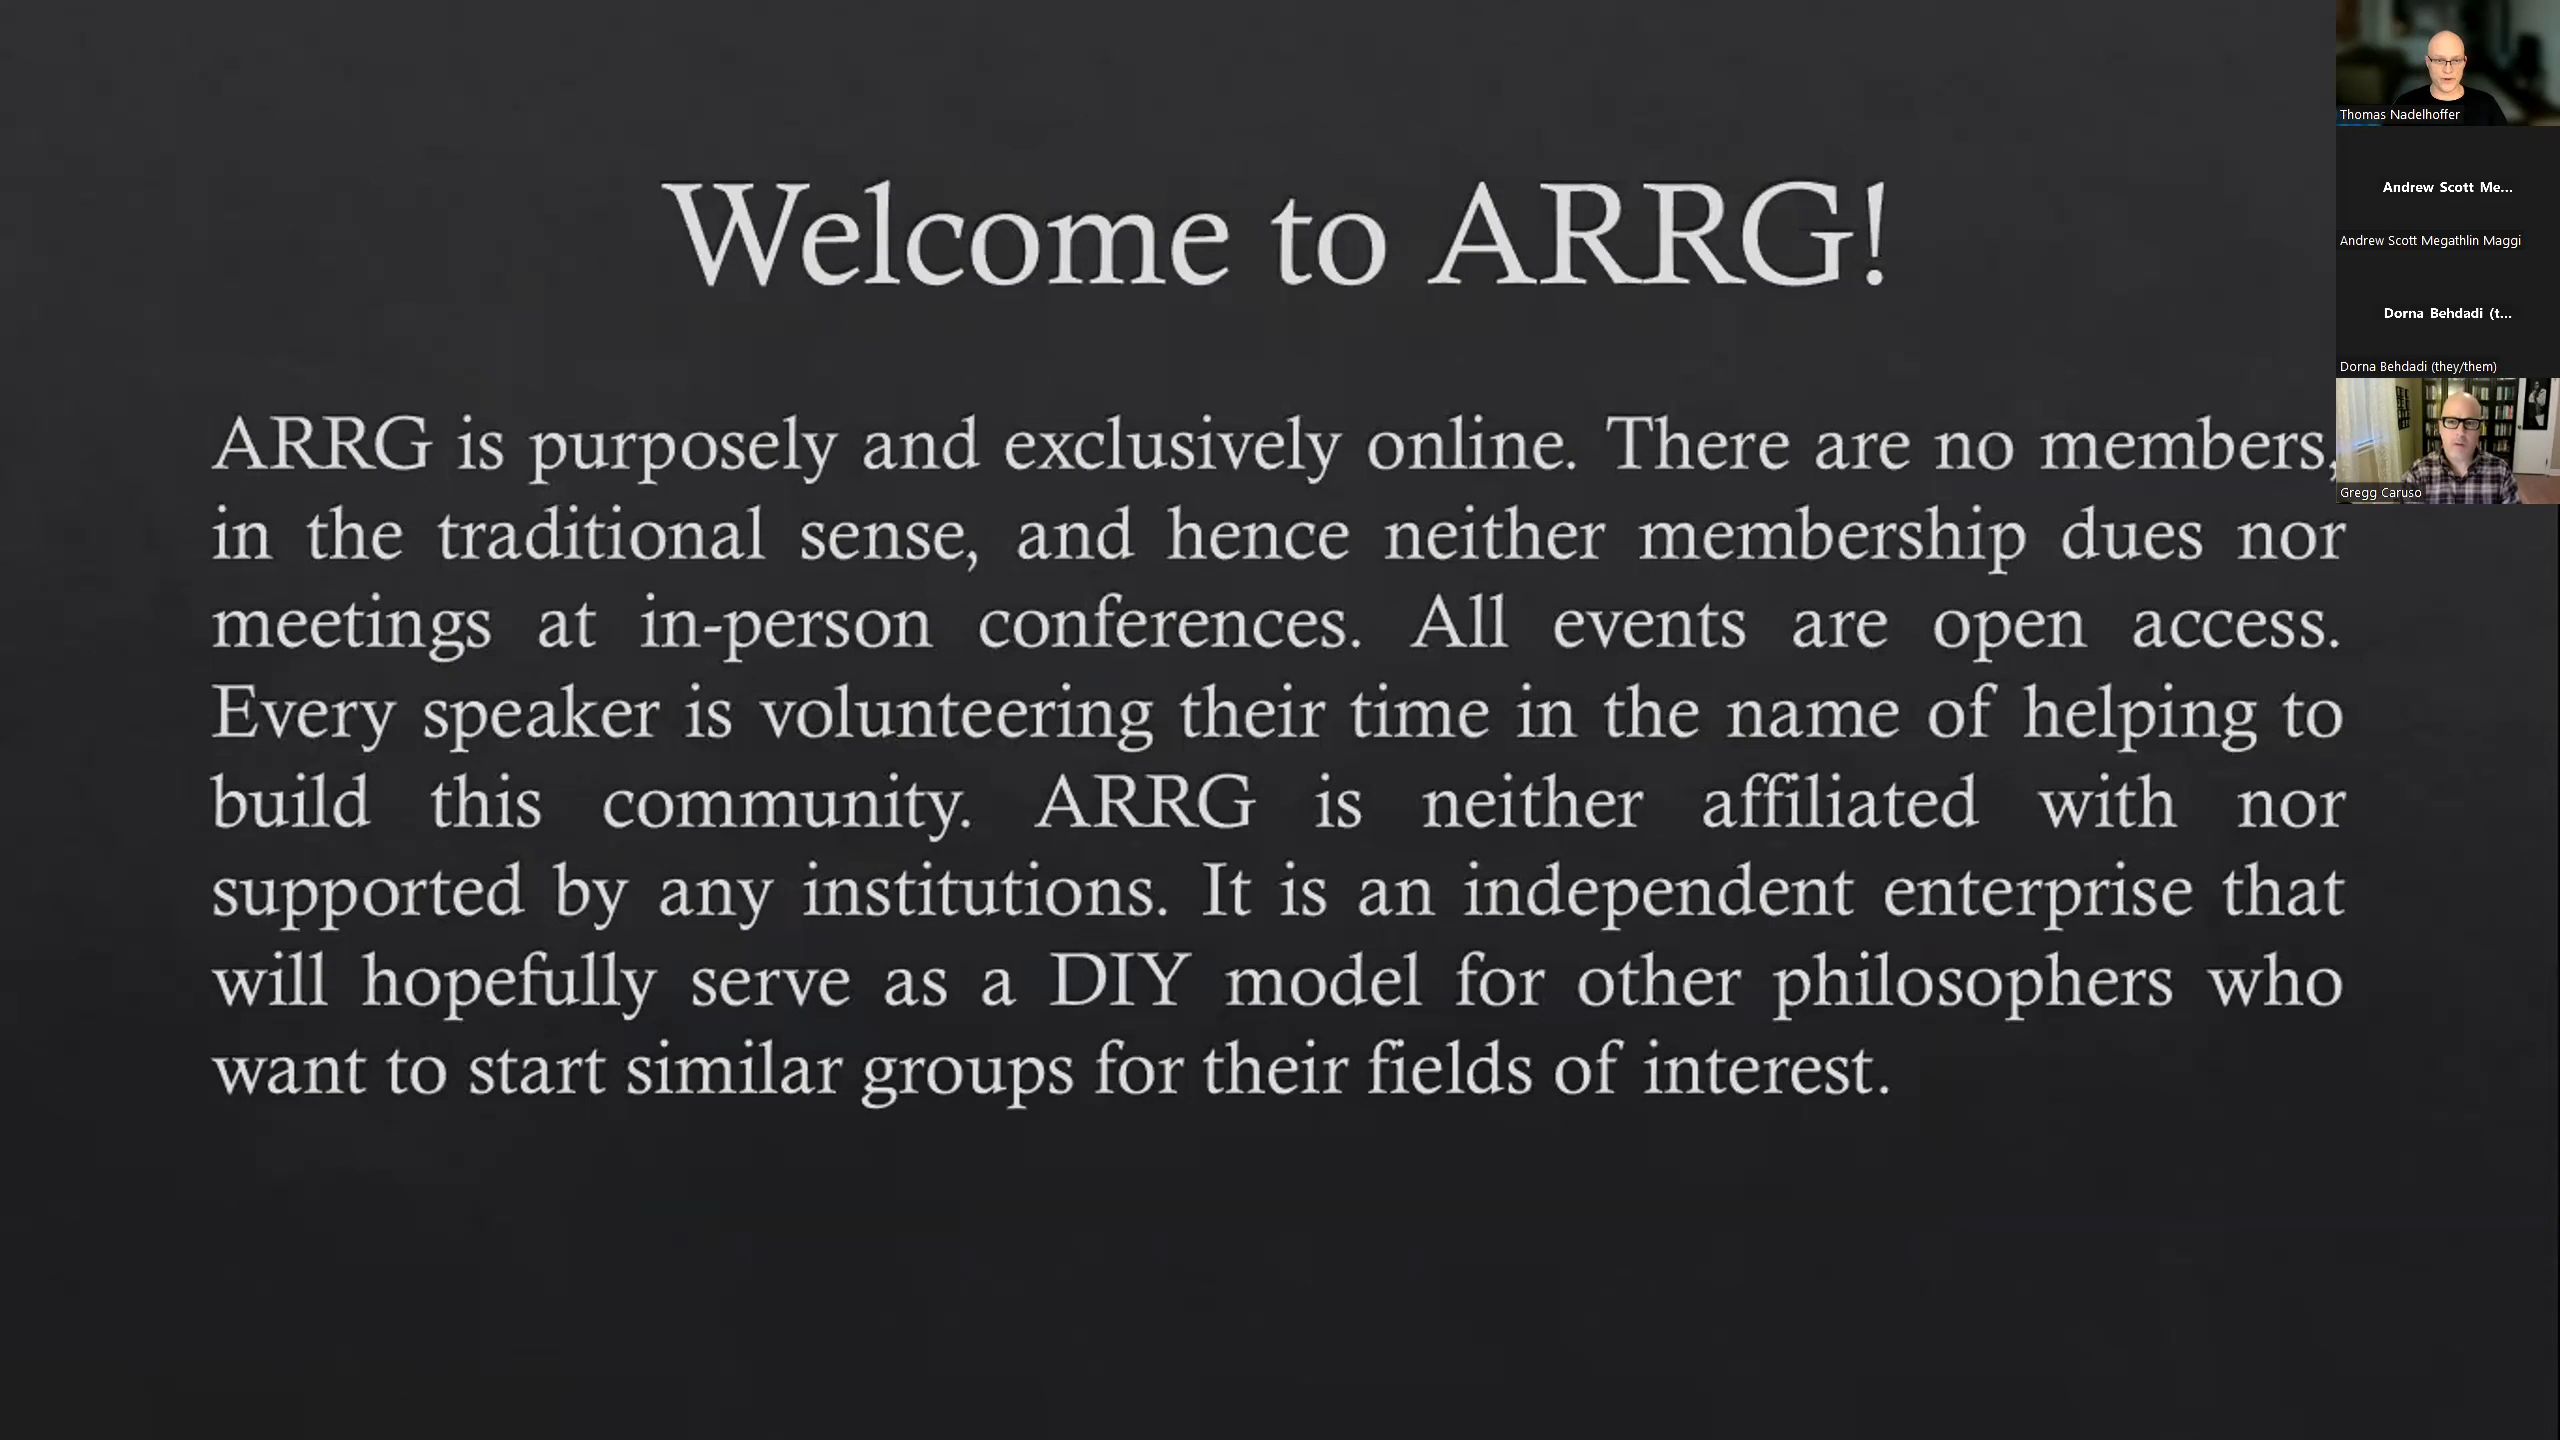 Welcome to ARRG!
ARRG is purposely and exclusively online. There are no members,
in the traditional sense, and hence neither membership dues nor
meetings at in-person conferences. All events are open access.
Every speaker is volunteering their time in the name of helping to
build this community. ARRG is neither affiliated with nor
supported by any institutions. It is an independent enterprise that
will hopefully serve as a DIY model for other philosophers who
want to start similar groups for their fields of interest.
Thomas Nadelhoffer
Andrew Scott Me...
Andrew Scott Megathlin Maggi
Dorna Behdadi (t...
Dorna Behdadi (they/them)
Gregg Caruso